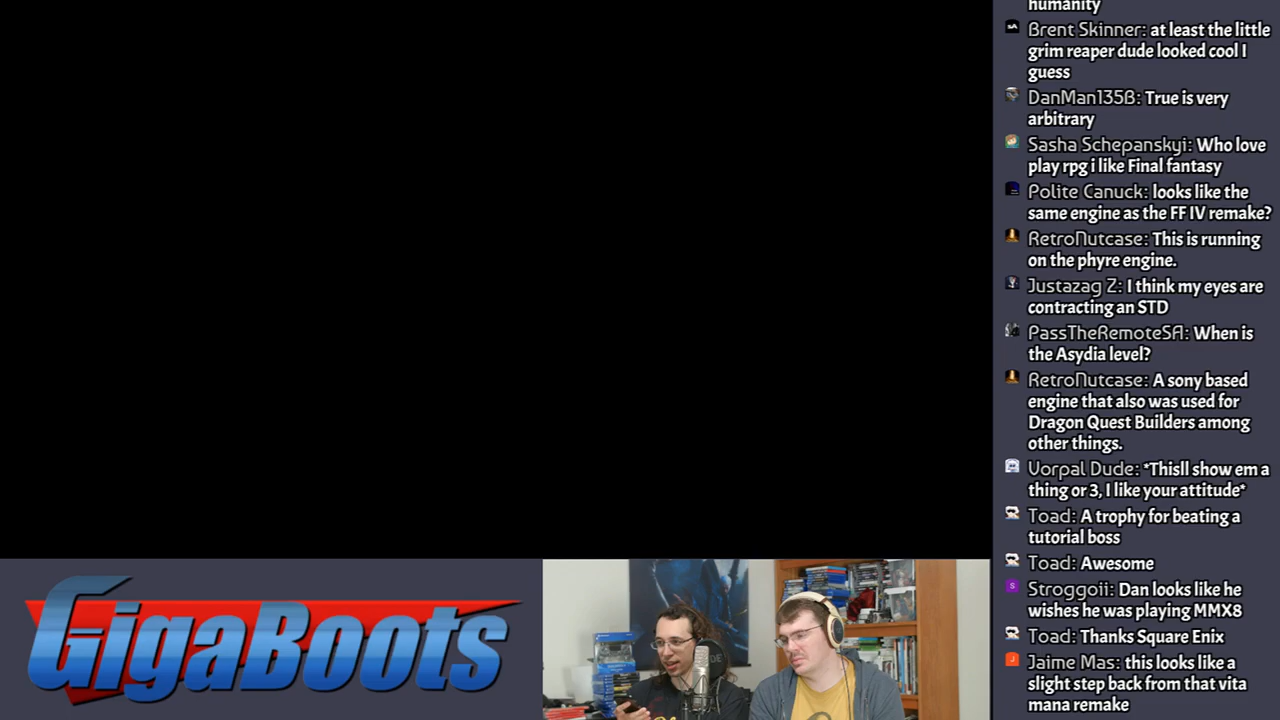 humanity
Brent Skinner: at least the little
grim reaper dude looked cool I
guess
DanMan135B: True is very
arbitrary
Sasha Schepanskyi: Who love
play rpg i like Final fantasy
Polite Canuck: looks like the
same engine as the FF IV remake?
RetroNutcase: This is running
on the phyre engine.
Justazag Z: I think my eyes are
contracting an STD
PassTheRemoteSA: When is
the Asydia level?
RetroNutcase: A sony based
engine that also was used for
Dragon Quest Builders among
other things.
Vorpal Dude: *Thisll show em a
thing or 3, I like your attitude*
Toad: A trophy for beating a
tutorial boss
Toad: Awesome
Stroggoii: Dan looks like he
wishes he was playing MMX8
Toad: Thanks Square Enix
Jaime Mas: this looks like a
slight step back from that vita
mana remake
GigaBoots